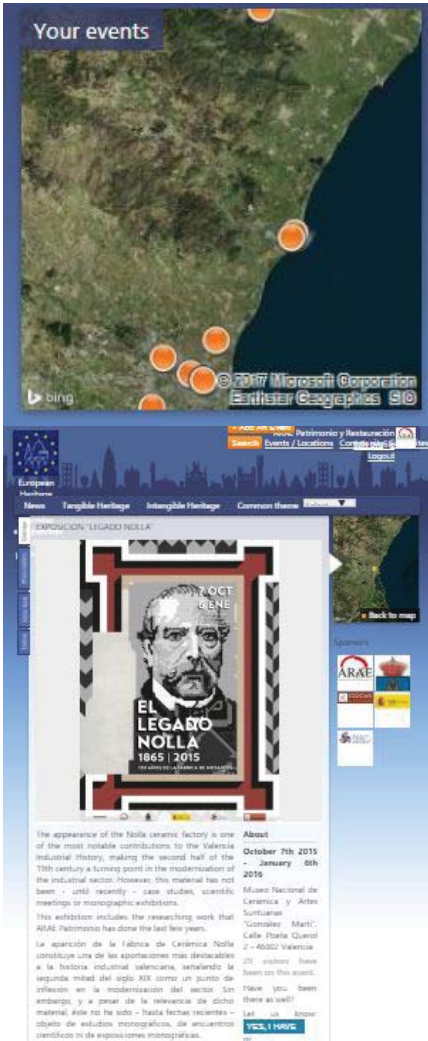 Your events
© 2017 Microsoft Corporation
bing
Earthstar Geographics SIO
Add An Event
ARAE Patrimonio y Restauración
Search Events / Locations
Logout
European
Heritage
News Tangible Heritage Intangible Heritage Common theme
EXPOSICION "LEGADO NOLLA"
Back to map
Sponsors
ARAE
7 OCT
6 ENE
EL
LEGADO
NOLLA
1865 | 2015
The appearance of the Nolla ceramic factory is one
of the most notable contributions to the Valencia
Industrial History, making the second half of the
19th century a turning point in the modernization of
the industrial sector. However, this material has not
been - until recently - case studies, scientific
meetings or monographic exhibitions.
This exhibition includes the researching work that
ARAE Patrimonio has done the last few years.
La aparición de la Fábrica de Cerámica Nolla
constituye una de las aportaciones más destacables
a la historia industrial valenciana, señalando la
segunda mitad del siglo XIX como un punto de
inflexión en la modernización del sector. Sin
embargo, y a pesar de la relevancia de dicho
material, éste no he sido – hasta fechas recientes –
objeto de estudios monográficos, de encuentros
científicos ni de exposiciones monográficas.
About
October 7th 2015
- January 6th
2016
Museo Nacional de
Cerámica y Artes
Suntuarias
"González Martí".
Calle Poeta Querol
2 – 46002 Valencia
29 visitors have
been on this event.
Have you been
there as well?
Let us know:
YES, I HAVE
or